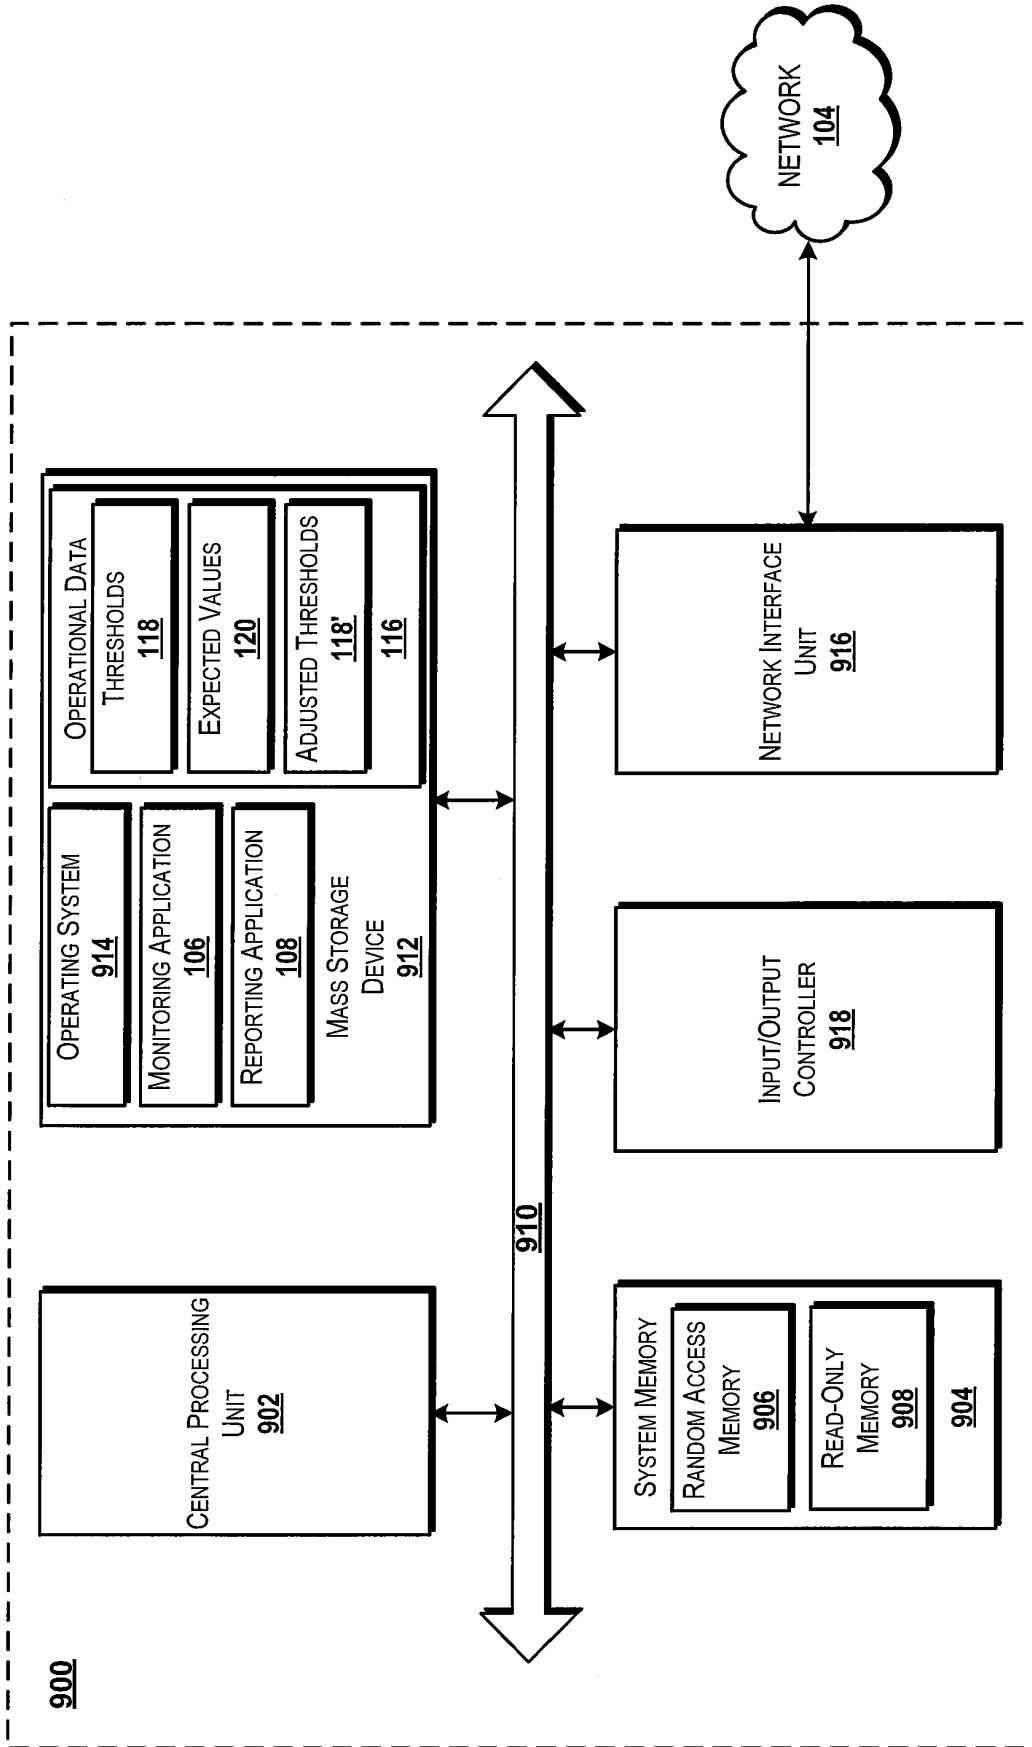 900
CENTRAL PROCESSING
UNIT
902
OPERATING SYSTEM
914
MONITORING APPLICATION
106
REPORTING APPLICATION
108
MASS STORAGE
DEVICE
912
OPERATIONAL DATA
THRESHOLDS
118
EXPECTED VALUES
120
ADJUSTED THRESHOLDS
118'
116
910
SYSTEM MEMORY
RANDOM ACCESS
MEMORY
906
READ-ONLY
MEMORY
908
904
INPUT/OUTPUT
CONTROLLER
918
NETWORK INTERFACE
UNIT
916
NETWORK
104